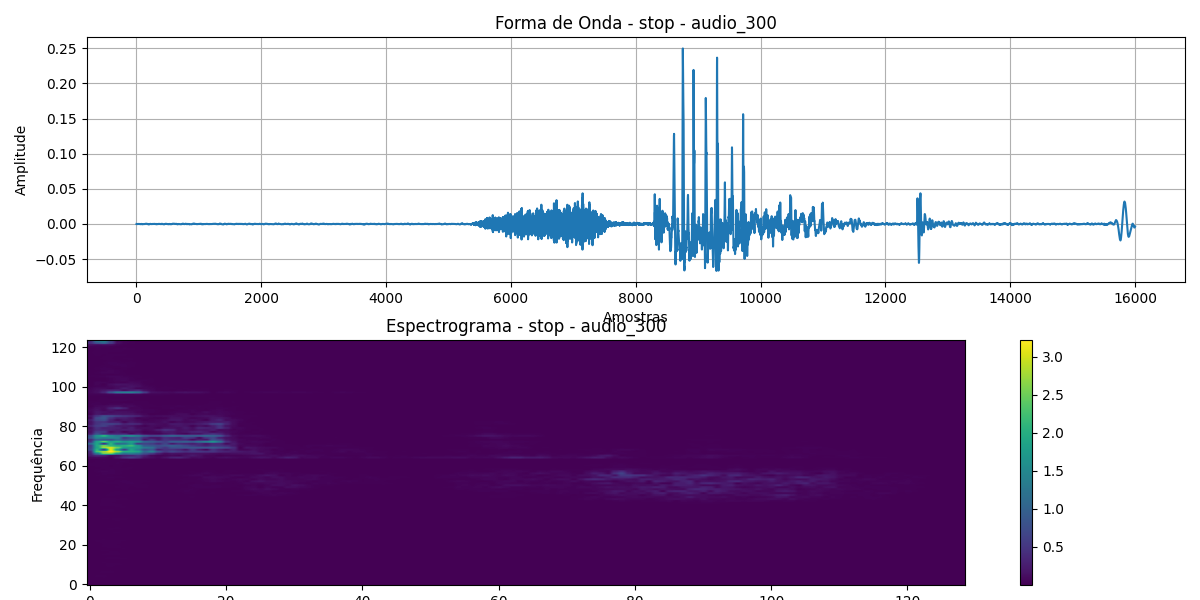 Forma de Onda - stop - audio_300
Amplitude
0.25
0.20
0.15
0.10
0.05
0.00
−0.05
0 2000 4000 6000 8000 10000 12000 14000 16000
Amostras
Espectrograma - stop - audio_300
Frequência
120
100
80
60
40
20
0
0 20 40 60 80 100 120
3.0
2.5
2.0
1.5
1.0
0.5